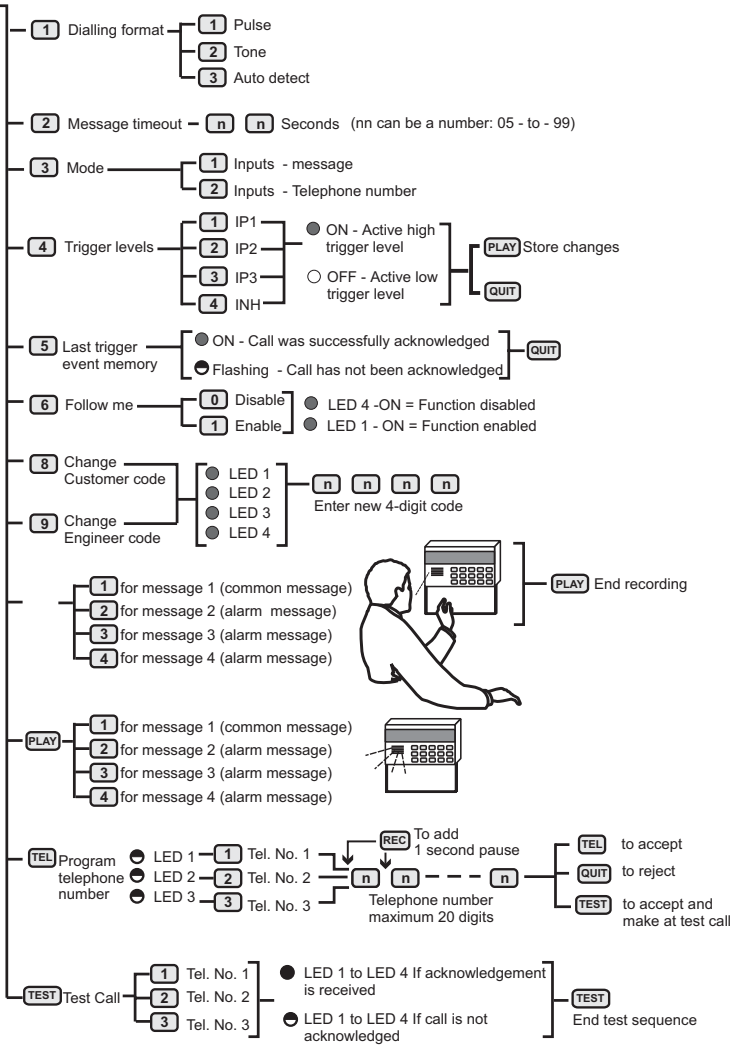 1 Dialling format
1 Pulse
2 Tone
3 Auto detect
2 Message timeout – n n Seconds (nn can be a number: 05 - to - 99)
3 Mode
1 Inputs - message
2 Inputs - Telephone number
4 Trigger levels
1 IP1
2 IP2
3 IP3
4 INH
ON - Active high
trigger level
OFF - Active low
trigger level
PLAY Store changes
QUIT
5 Last trigger
event memory
ON - Call was successfully acknowledged
Flashing - Call has not been acknowledged
QUIT
6 Follow me
0 Disable
1 Enable
LED 4 -ON = Function disabled
LED 1 - ON = Function enabled
8 Change
Customer code
9 Change
Engineer code
LED 1
LED 2
LED 3
LED 4
n n n n
Enter new 4-digit code
1 for message 1 (common message)
2 for message 2 (alarm message)
3 for message 3 (alarm message)
4 for message 4 (alarm message)
PLAY End recording
PLAY
1 for message 1 (common message)
2 for message 2 (alarm message)
3 for message 3 (alarm message)
4 for message 4 (alarm message)
TEL Program
telephone
number
LED 1 1 Tel. No. 1
LED 2 2 Tel. No. 2
LED 3 3 Tel. No. 3
REC To add
1 second pause
n n n
Telephone number
maximum 20 digits
TEL to accept
QUIT to reject
TEST to accept and
make at test call
TEST Test Call
1 Tel. No. 1
2 Tel. No. 2
3 Tel. No. 3
LED 1 to LED 4 If acknowledgement
is received
LED 1 to LED 4 If call is not
acknowledged
TEST
End test sequence